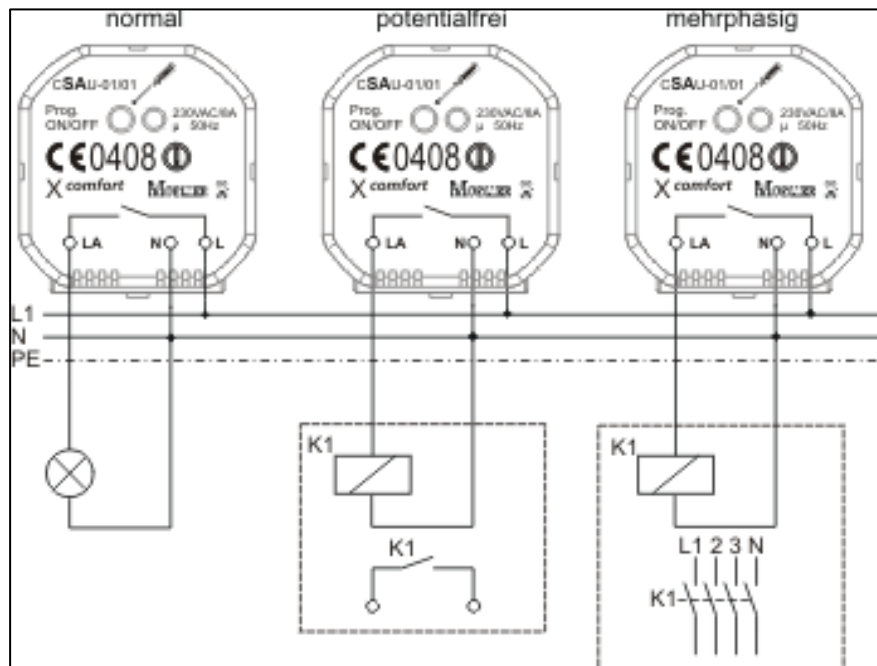 normal
potentialfrei
mehrphasig
CSAU-01/01
Prog.
ON/OFF
230VAC/8A
µ 50Hz
CE0408
Xcomfort MOELLER
LA N L
CSAU-01/01
Prog.
ON/OFF
230VAC/8A
µ 50Hz
CE0408
Xcomfort MOELLER
LA N L
CSAU-01/01
Prog.
ON/OFF
230VAC/8A
µ 50Hz
CE0408
Xcomfort MOELLER
LA N L
L1
N
PE
K1
K1
K1
L1 2 3 N
K1